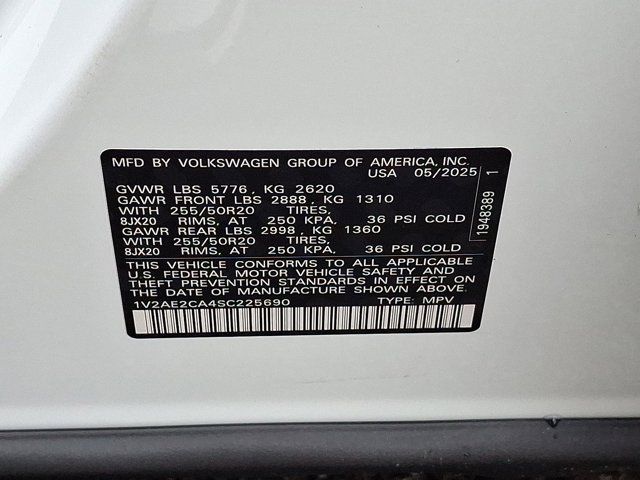 MFD BY VOLKSWAGEN GROUP OF AMERICA, INC.
USA 05/2025
GVWR LBS 5776, KG 2620
GAWR FRONT LBS 2888, KG 1310
WITH 255/50R20 TIRES,
8JX20 RIMS, AT 250 KPA, 36 PSI COLD
GAWR REAR LBS 2998, KG 1360
WITH 255/50R20 TIRES,
8JX20 RIMS, AT 250 KPA, 36 PSI COLD
THIS VEHICLE CONFORMS TO ALL APPLICABLE
U.S. FEDERAL MOTOR VEHICLE SAFETY AND
THEFT PREVENTION STANDARDS IN EFFECT
ON THE DATE OF MANUFACTURE SHOWN ABOVE.
1V2AE2CA4SC225690 TYPE: MPV
1948389 1